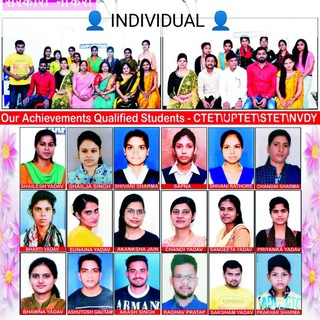 INDIVIDUAL
Our Achievements Qualified Students - CTET\UPTET\STET\NVDY
SHAILESH YADAV SHAILJA SINGH SHIVANI SHARMA SAPNA SHIVANI RATHORE CHANDNI SHARMA
BHARTI YADAV SUNAINA YADAV AKANKSHA JAIN CHANDI YADAV SANGEETA YADAV PRIYANKA YADAV
ARMANI
BHAWNA YADAV ASHUTOSH GAUTAM AKASH SINGH RAGHAV PRATAP SAKSHAM YADAV PRAKHAR SHARMA